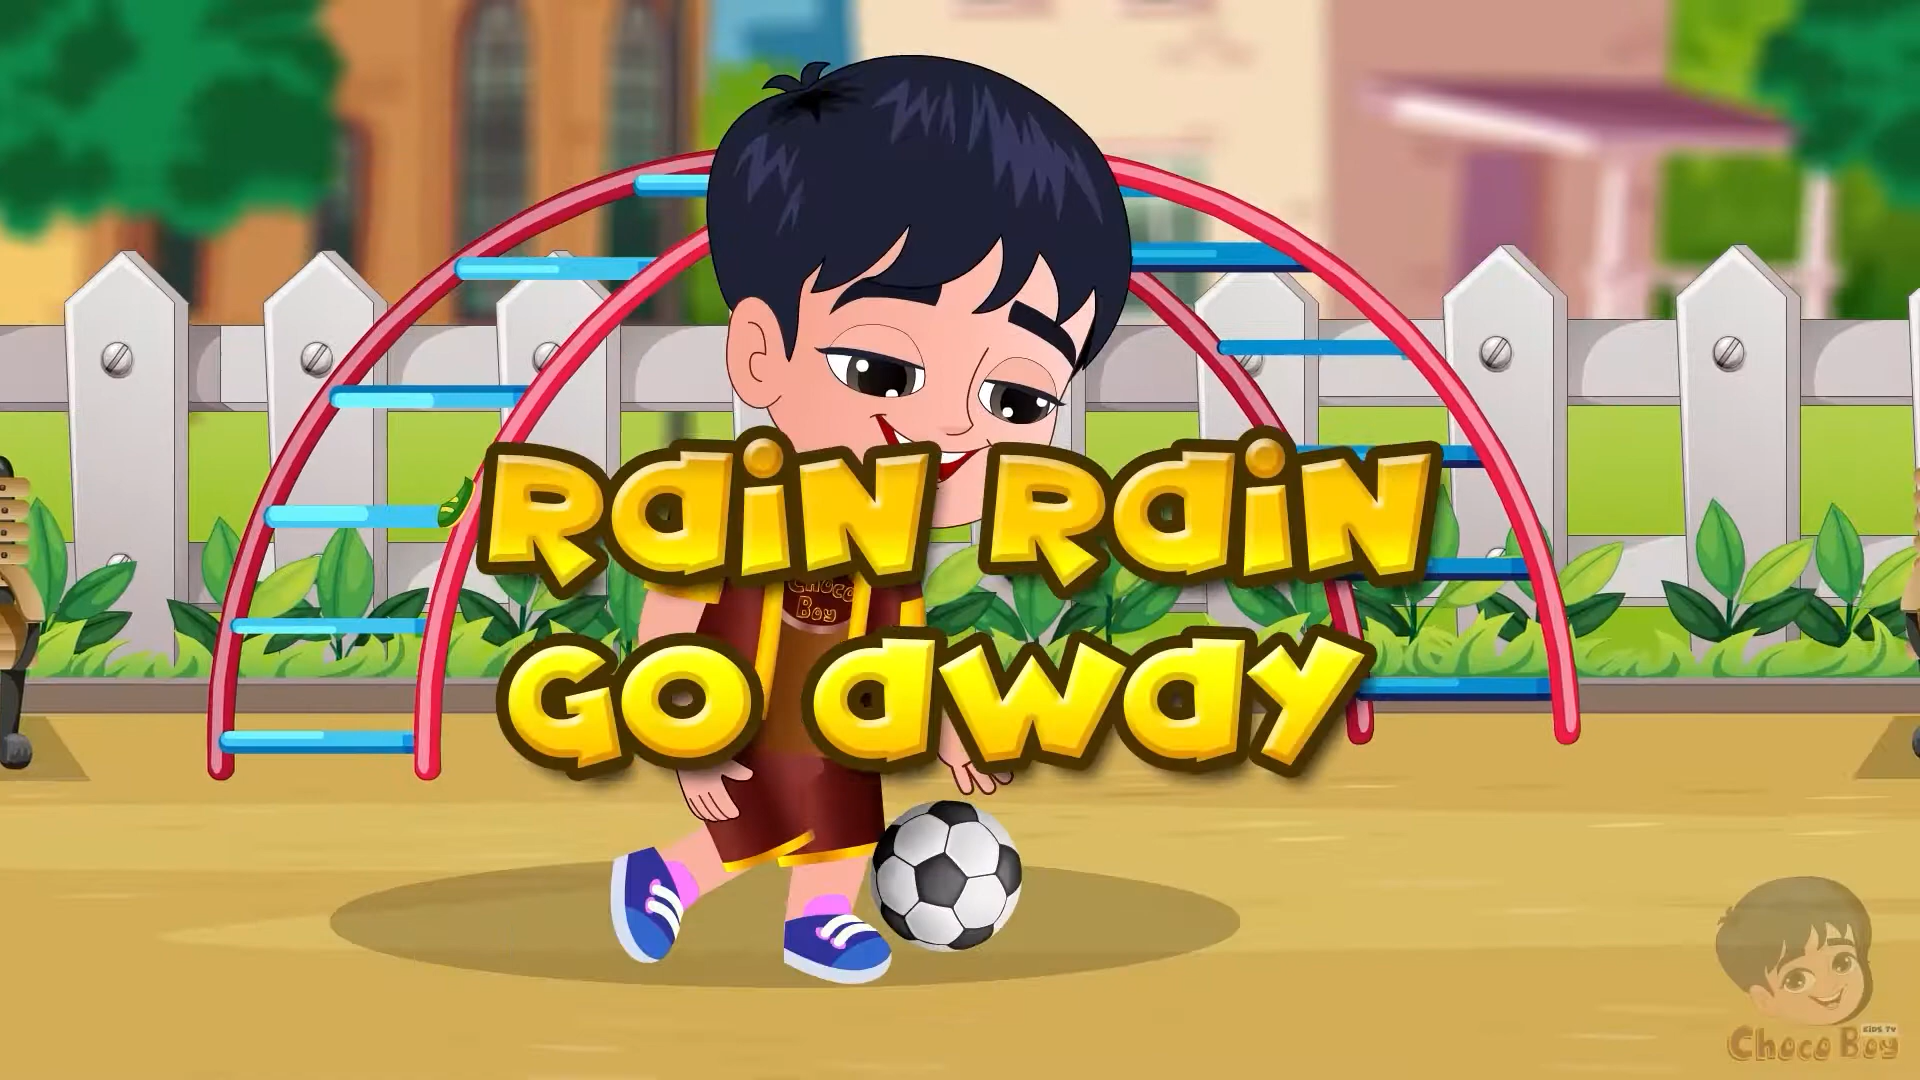 RaiN RaiN
Go away
Choco
Boy
KiDS TV
Choco Boy